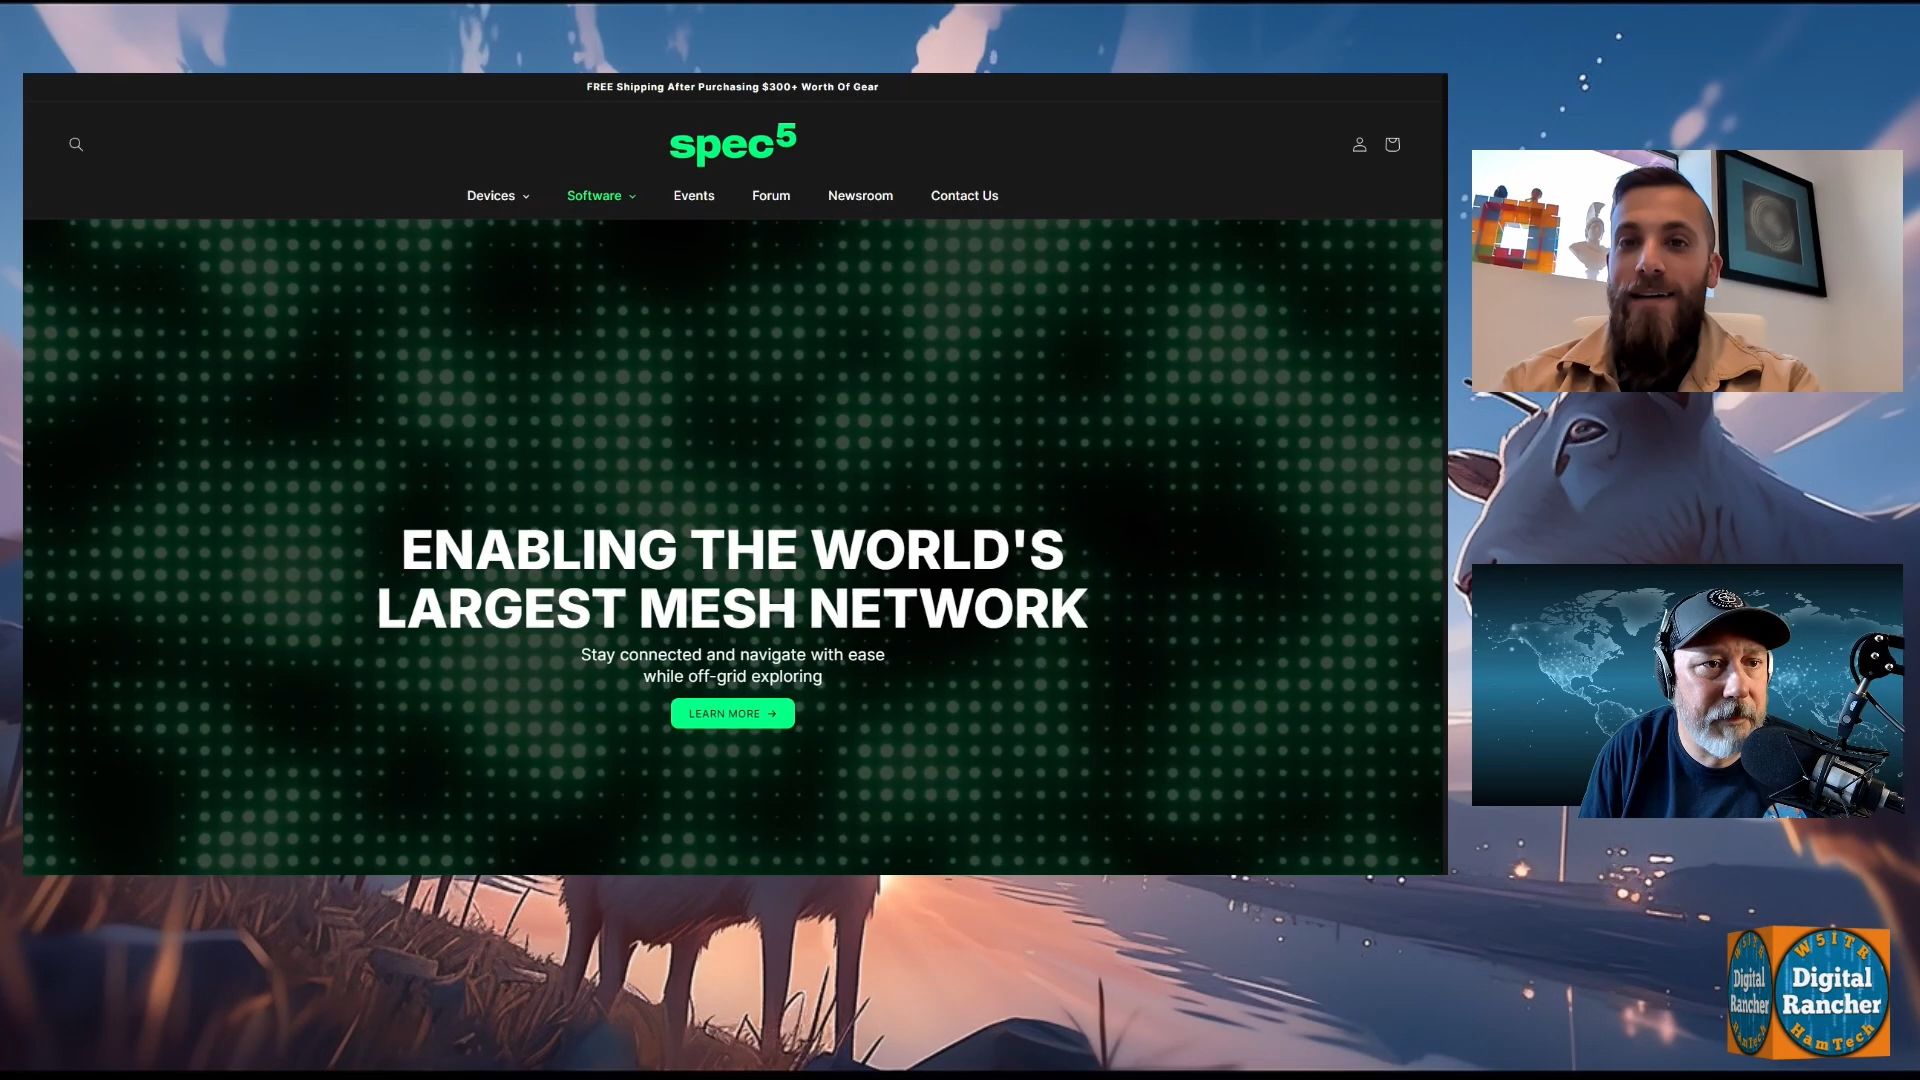 FREE Shipping After Purchasing $300+ Worth Of Gear
spec5
Devices
Software
Events
Forum
Newsroom
Contact Us
ENABLING THE WORLD'S
LARGEST MESH NETWORK
Stay connected and navigate with ease
while off-grid exploring
LEARN MORE →
W5ITR
Digital
Rancher
HamTech
Digital
Rancher